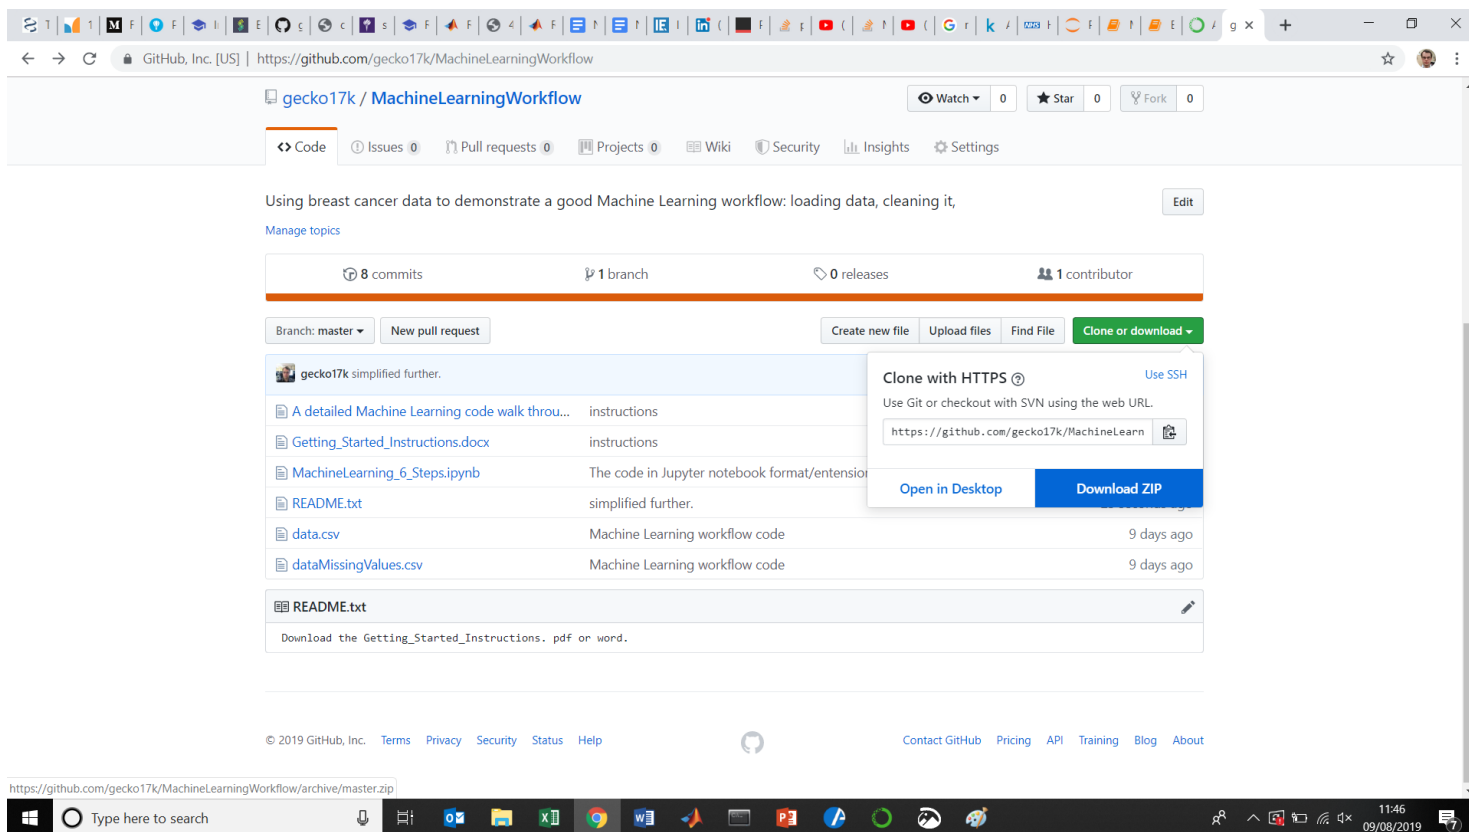 GitHub, Inc. [US] | https://github.com/gecko17k/MachineLearningWorkflow
gecko17k / MachineLearningWorkflow
Watch 0 Star 0 Fork 0
Code Issues 0 Pull requests 0 Projects 0 Wiki Security Insights Settings
Using breast cancer data to demonstrate a good Machine Learning workflow: loading data, cleaning it, Edit
Manage topics
8 commits 1 branch 0 releases 1 contributor
Branch: master New pull request Create new file Upload files Find File Clone or download
gecko17k simplified further.
Clone with HTTPS Use SSH
Use Git or checkout with SVN using the web URL.
https://github.com/gecko17k/MachineLearn
Open in Desktop Download ZIP
A detailed Machine Learning code walk throu... instructions
Getting_Started_Instructions.docx instructions
MachineLearning_6_Steps.ipynb The code in Jupyter notebook format/entension
README.txt simplified further.
data.csv Machine Learning workflow code 9 days ago
dataMissingValues.csv Machine Learning workflow code 9 days ago
README.txt
Download the Getting_Started_Instructions. pdf or word.
© 2019 GitHub, Inc. Terms Privacy Security Status Help Contact GitHub Pricing API Training Blog About
https://github.com/gecko17k/MachineLearningWorkflow/archive/master.zip
Type here to search
11:46
09/08/2019
7